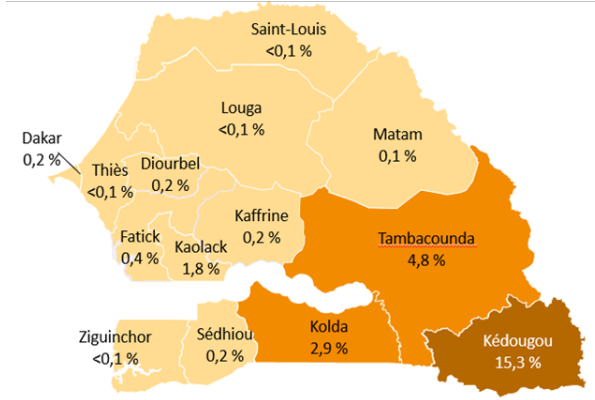 Saint-Louis
<0,1 %
Louga
<0,1 %
Matam
0,1 %
Dakar
0,2 %
Thiès
<0,1 %
Diourbel
0,2 %
Kaffrine
0,2 %
Fatick
0,4 %
Kaolack
1,8 %
Tambacounda
4,8 %
Ziguinchor
<0,1 %
Sédhiou
0,2 %
Kolda
2,9 %
Kédougou
15,3 %